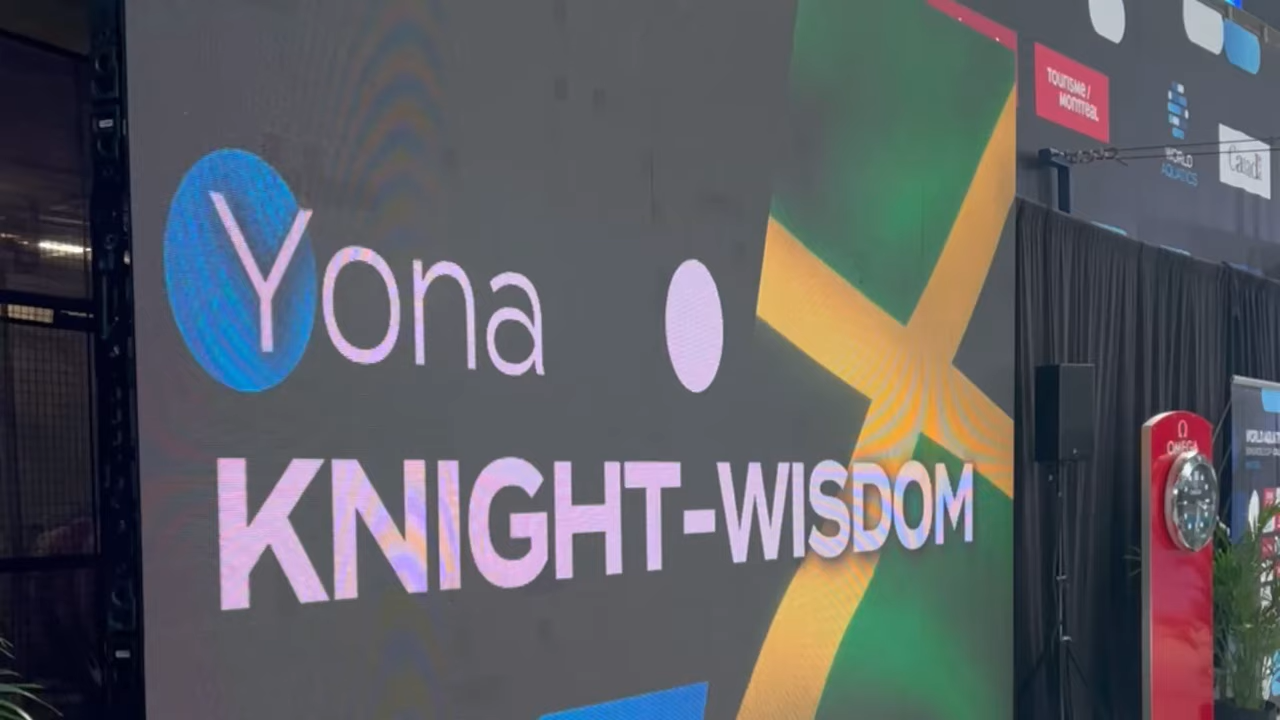 Yona
KNIGHT-WISDOM
TOURISME/
MONTRÉAL
WORLD
AQUATICS
Canada
OMEGA